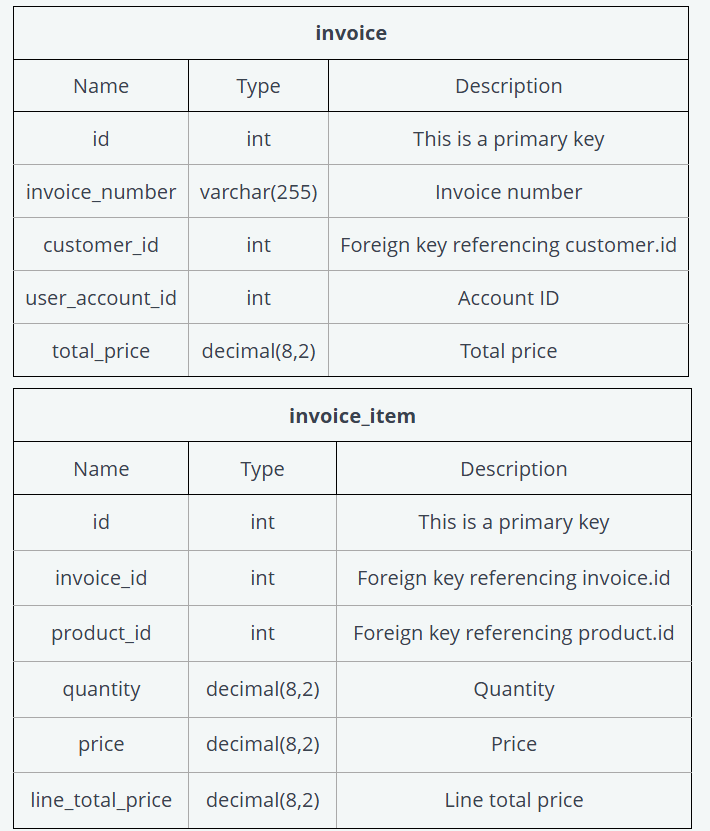 invoice
Name Type Description
id int This is a primary key
invoice_number varchar(255) Invoice number
customer_id int Foreign key referencing customer.id
user_account_id int Account ID
total_price decimal(8,2) Total price
invoice_item
Name Type Description
id int This is a primary key
invoice_id int Foreign key referencing invoice.id
product_id int Foreign key referencing product.id
quantity decimal(8,2) Quantity
price decimal(8,2) Price
line_total_price decimal(8,2) Line total price